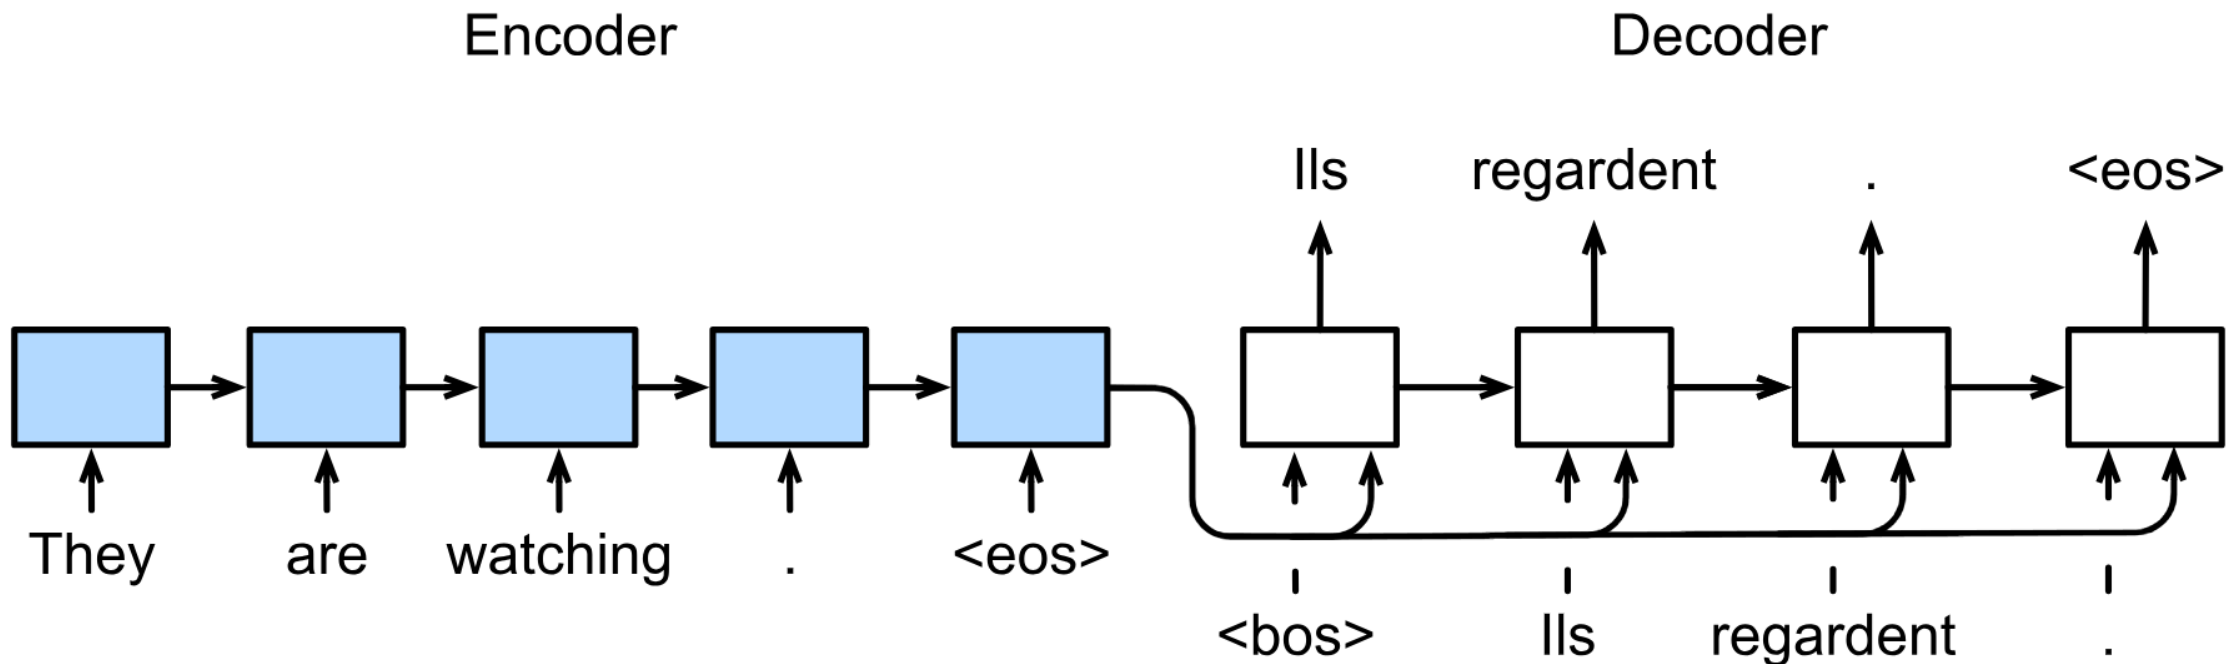 Encoder Decoder
Ils regardent . <eos>
They are watching . <eos>
<bos> Ils regardent .